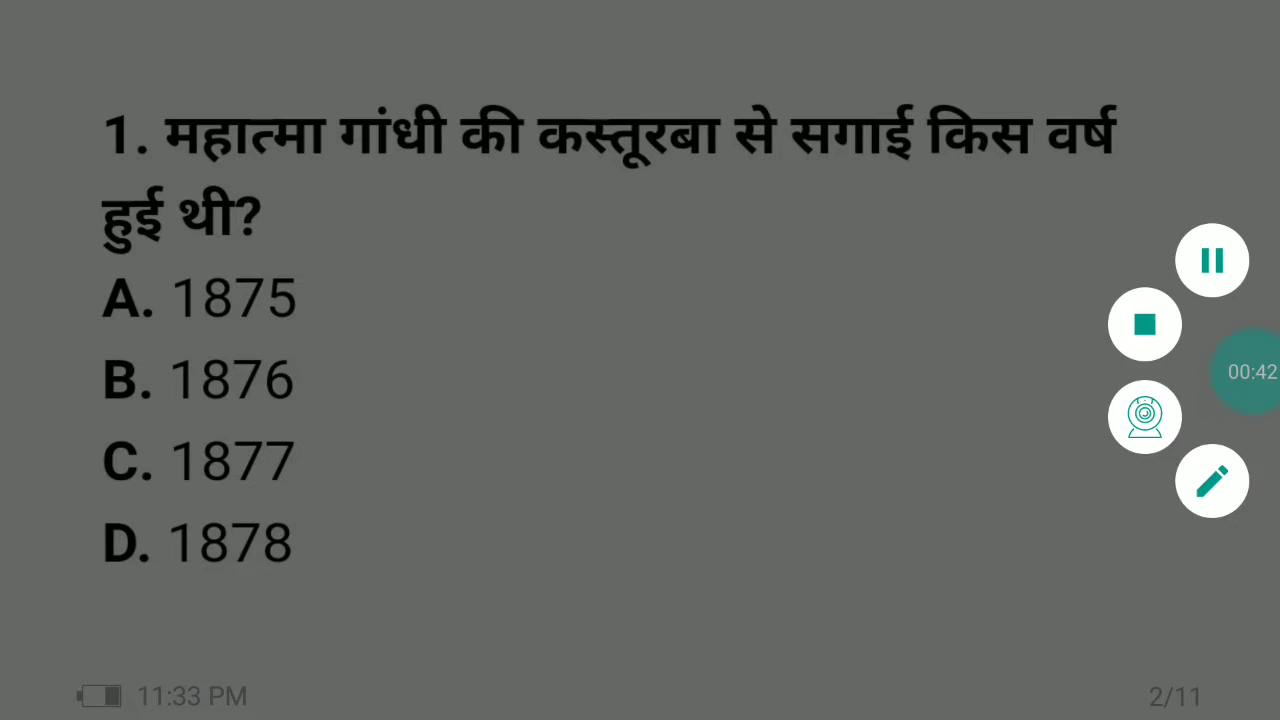 1. महात्मा गांधी की कस्तूरबा से सगाई किस वर्ष
हुई थी?
A. 1875
B. 1876
C. 1877
D. 1878
00:42
11:33 PM
2/11